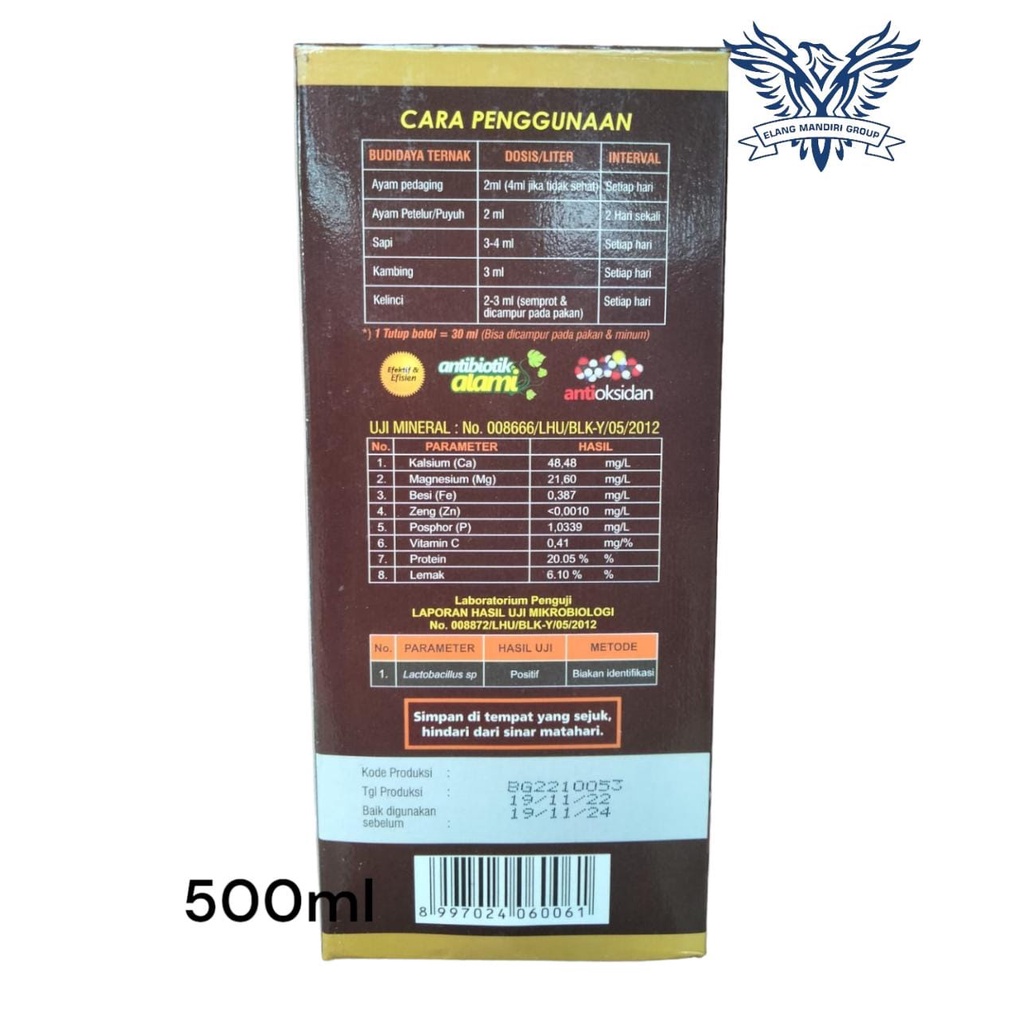 ELANG MANDIRI GROUP
CARA PENGGUNAAN
BUDIDAYA TERNAK DOSIS/LITER INTERVAL
Ayam pedaging 2ml (4ml jika tidak sehat) Setiap hari
Ayam Petelur/Puyuh 2 ml 2 Hari sekali
Sapi 3-4 ml Setiap hari
Kambing 3 ml Setiap hari
Kelinci 2-3 ml (semprot & Setiap hari
dicampur pada pakan)
*) 1 Tutup botol = 30 ml (Bisa dicampur pada pakan & minum)
Efektif &
Efisien
antibiotik
alami
antioksidan
UJI MINERAL : No. 008666/LHU/BLK-Y/05/2012
No. PARAMETER HASIL
1. Kalsium (Ca) 48,48 mg/L
2. Magnesium (Mg) 21,60 mg/L
3. Besi (Fe) 0,387 mg/L
4. Zeng (Zn) <0,0010 mg/L
5. Posphor (P) 1,0339 mg/L
6. Vitamin C 0,41 mg/%
7. Protein 20.05 % %
8. Lemak 6.10 % %
Laboratorium Penguji
LAPORAN HASIL UJI MIKROBIOLOGI
No. 008872/LHU/BLK-Y/05/2012
No. PARAMETER HASIL UJI METODE
1. Lactobacillus sp Positif Biakan identifikasi
Simpan di tempat yang sejuk,
hindari dari sinar matahari.
Kode Produksi : BG2210053
Tgl Produksi : 19/11/22
Baik digunakan
sebelum : 19/11/24
500ml
8 997024 060061